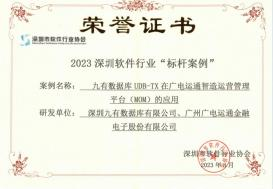 深圳市软件行业协会
荣誉证书
2023 深圳软件行业“标杆案例”
案例名称：九有数据库 UDB-TX 在广电运通智造运营管理
平台（MOM）的应用
研发单位：深圳九有数据库有限公司、广州广电运通金融
电子股份有限公司
深圳市软件行业协会